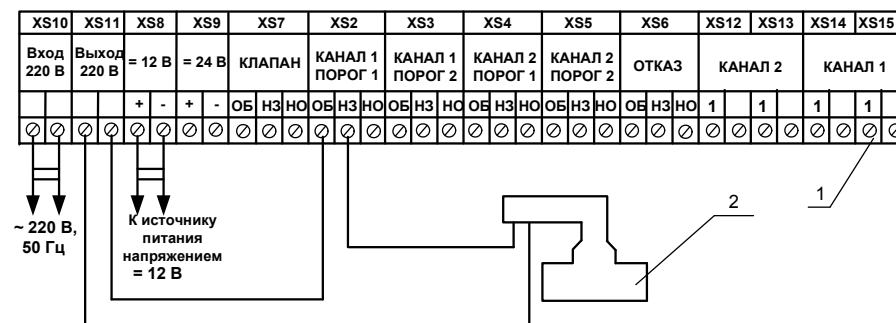 XS10 XS11 XS8 XS9 XS7 XS2 XS3 XS4 XS5 XS6 XS12 XS13 XS14 XS15
Вход 220 В Выход 220 В = 12 В = 24 В КЛАПАН КАНАЛ 1 ПОРОГ 1 КАНАЛ 1 ПОРОГ 2 КАНАЛ 2 ПОРОГ 1 КАНАЛ 2 ПОРОГ 2 ОТКАЗ КАНАЛ 2 КАНАЛ 1
+ - + - ОБ НЗ НО ОБ НЗ НО ОБ НЗ НО ОБ НЗ НО ОБ НЗ НО ОБ НЗ НО 1 1 1 1
~ 220 В,
50 Гц
К источнику
питания
напряжением
= 12 В
2
1